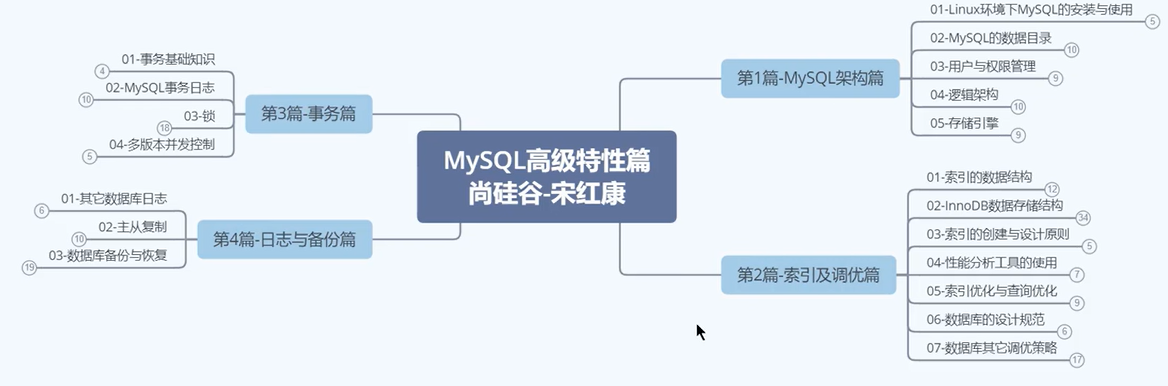 MySQL高级特性篇
尚硅谷-宋红康
第1篇-MySQL架构篇
01-Linux环境下MySQL的安装与使用
5
02-MySQL的数据目录
10
03-用户与权限管理
9
04-逻辑架构
10
05-存储引擎
9
第2篇-索引及调优篇
01-索引的数据结构
12
02-InnoDB数据存储结构
34
03-索引的创建与设计原则
5
04-性能分析工具的使用
7
05-索引优化与查询优化
9
06-数据库的设计规范
6
07-数据库其它调优策略
17
第3篇-事务篇
01-事务基础知识
4
02-MySQL事务日志
10
03-锁
18
04-多版本并发控制
5
第4篇-日志与备份篇
01-其它数据库日志
6
02-主从复制
10
03-数据库备份与恢复
19